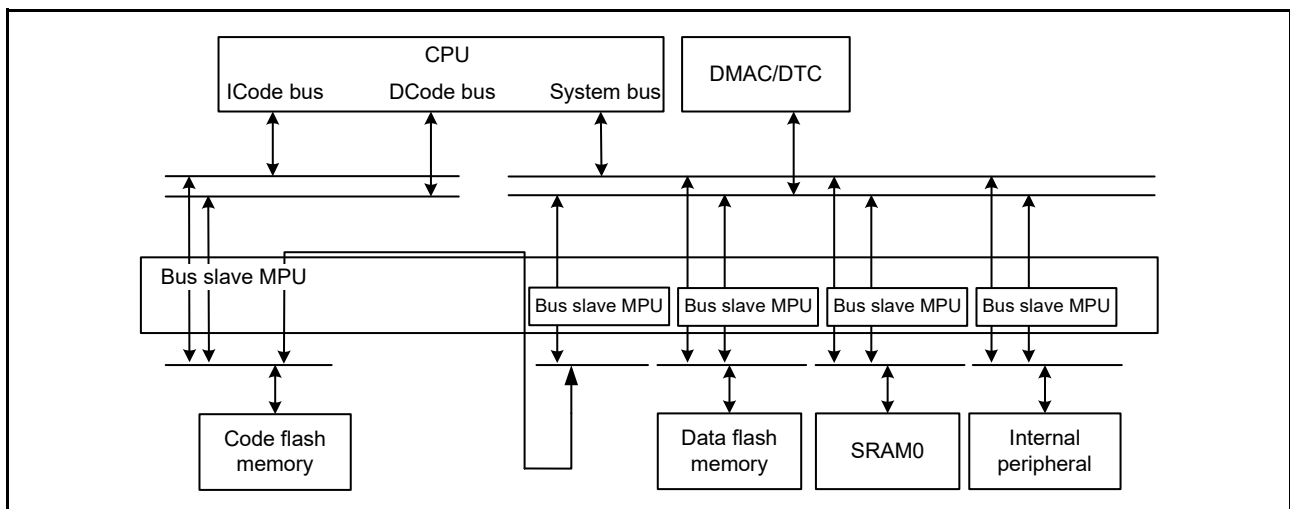 CPU
ICode bus DCode bus System bus
DMAC/DTC
Bus slave MPU
Bus slave MPU Bus slave MPU Bus slave MPU Bus slave MPU
Code flash
memory
Data flash
memory
SRAM0
Internal
peripheral